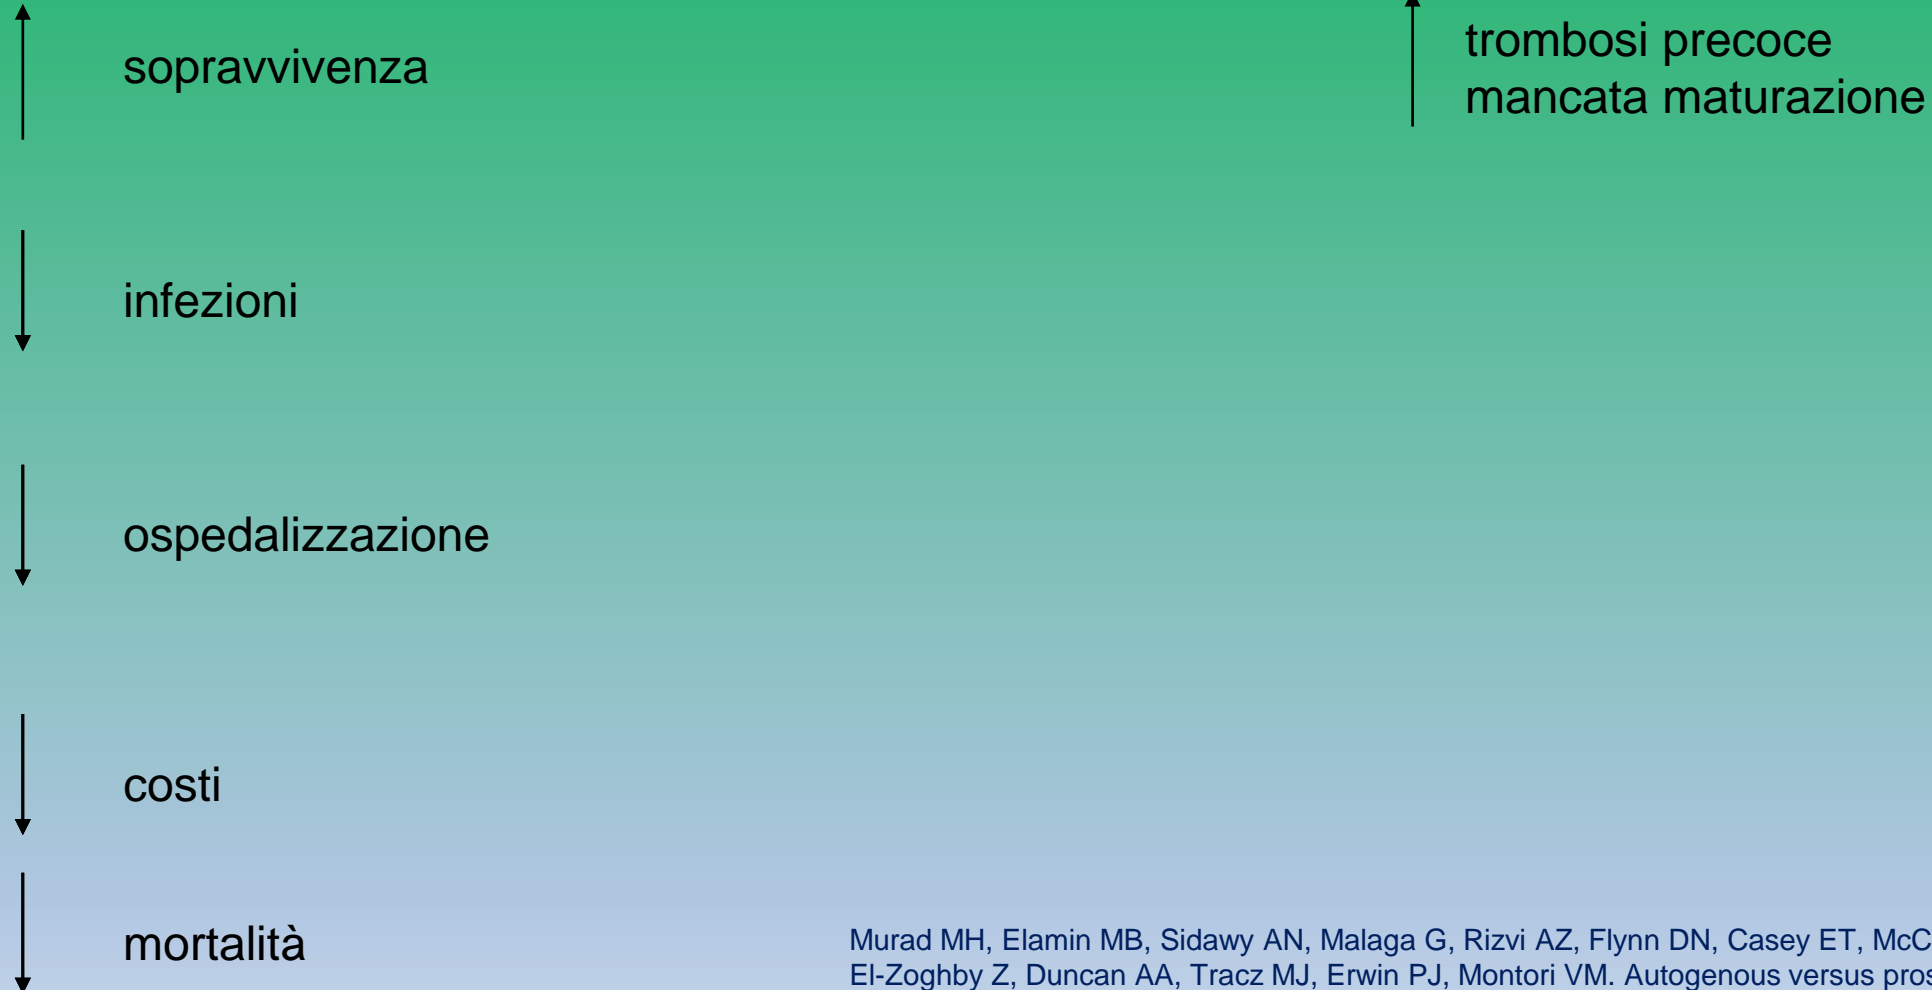 sopravvivenza
trombosi precoce
mancata maturazione
infezioni
ospedalizzazione
costi
mortalità
Murad MH, Elamin MB, Sidawy AN, Malaga G, Rizvi AZ, Flynn DN, Casey ET,
El-Zoghby Z, Duncan AA, Tracz MJ, Erwin PJ, Montori VM. Autogenous versus